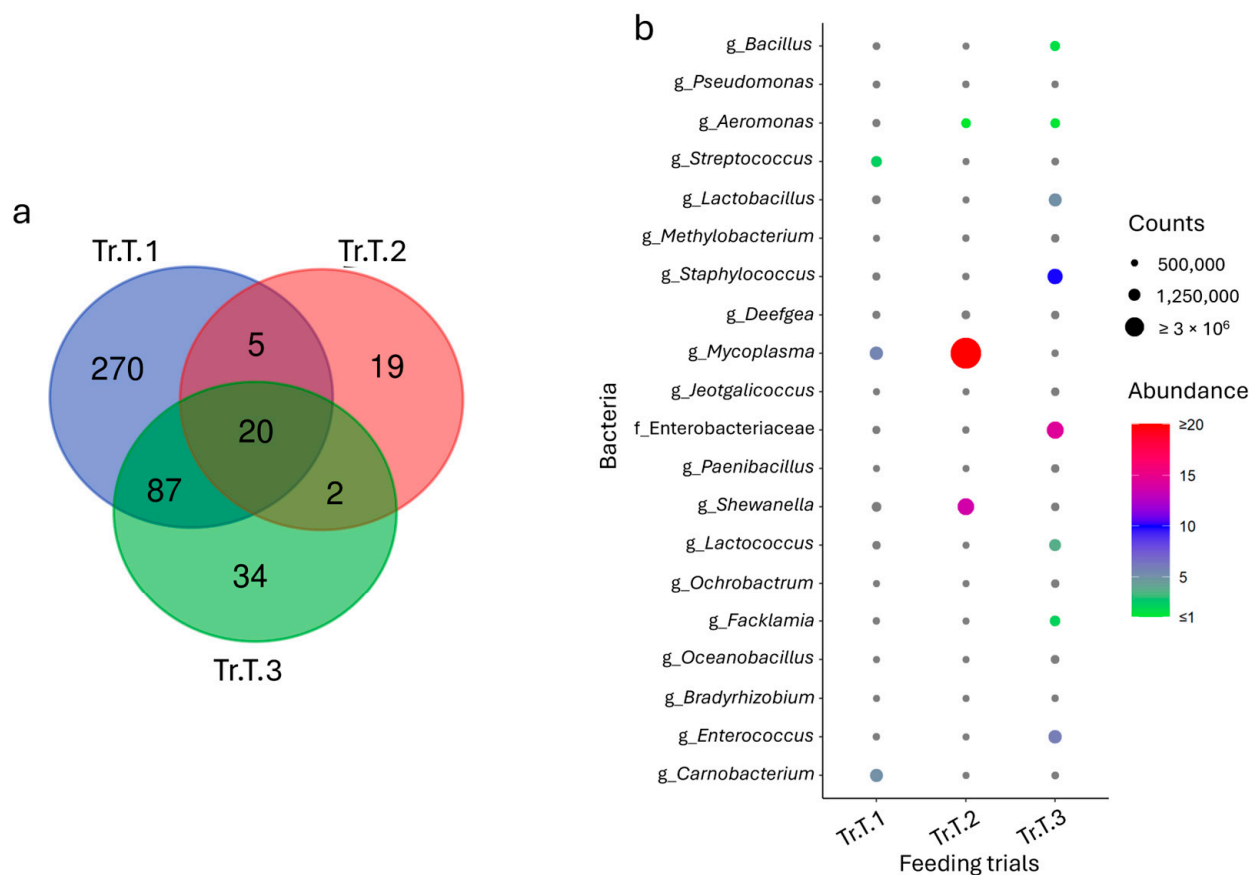 a
Tr.T.1
Tr.T.2
270
5
19
20
87
2
34
Tr.T.3
b
Bacteria
g_Bacillus
g_Pseudomonas
g_Aeromonas
g_Streptococcus
g_Lactobacillus
g_Methylobacterium
g_Staphylococcus
g_Deefgea
g_Mycoplasma
g_Jeotgalicoccus
f_Enterobacteriaceae
g_Paenibacillus
g_Shewanella
g_Lactococcus
g_Ochrobactrum
g_Facklamia
g_Oceanobacillus
g_Bradyrhizobium
g_Enterococcus
g_Carnobacterium
Tr.T.1
Tr.T.2
Tr.T.3
Feeding trials
Counts
500,000
1,250,000
≥ 3 × 10⁶
Abundance
≥20
15
10
5
≤1